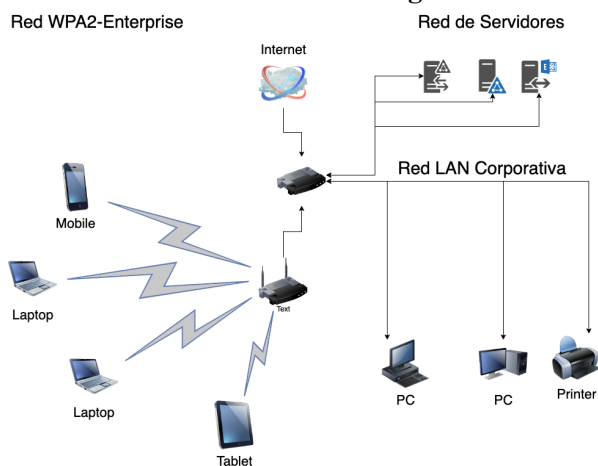 Red WPA2-Enterprise
Red de Servidores
Internet
Red LAN Corporativa
Mobile
Text
Laptop
PC
PC
Printer
Laptop
Tablet